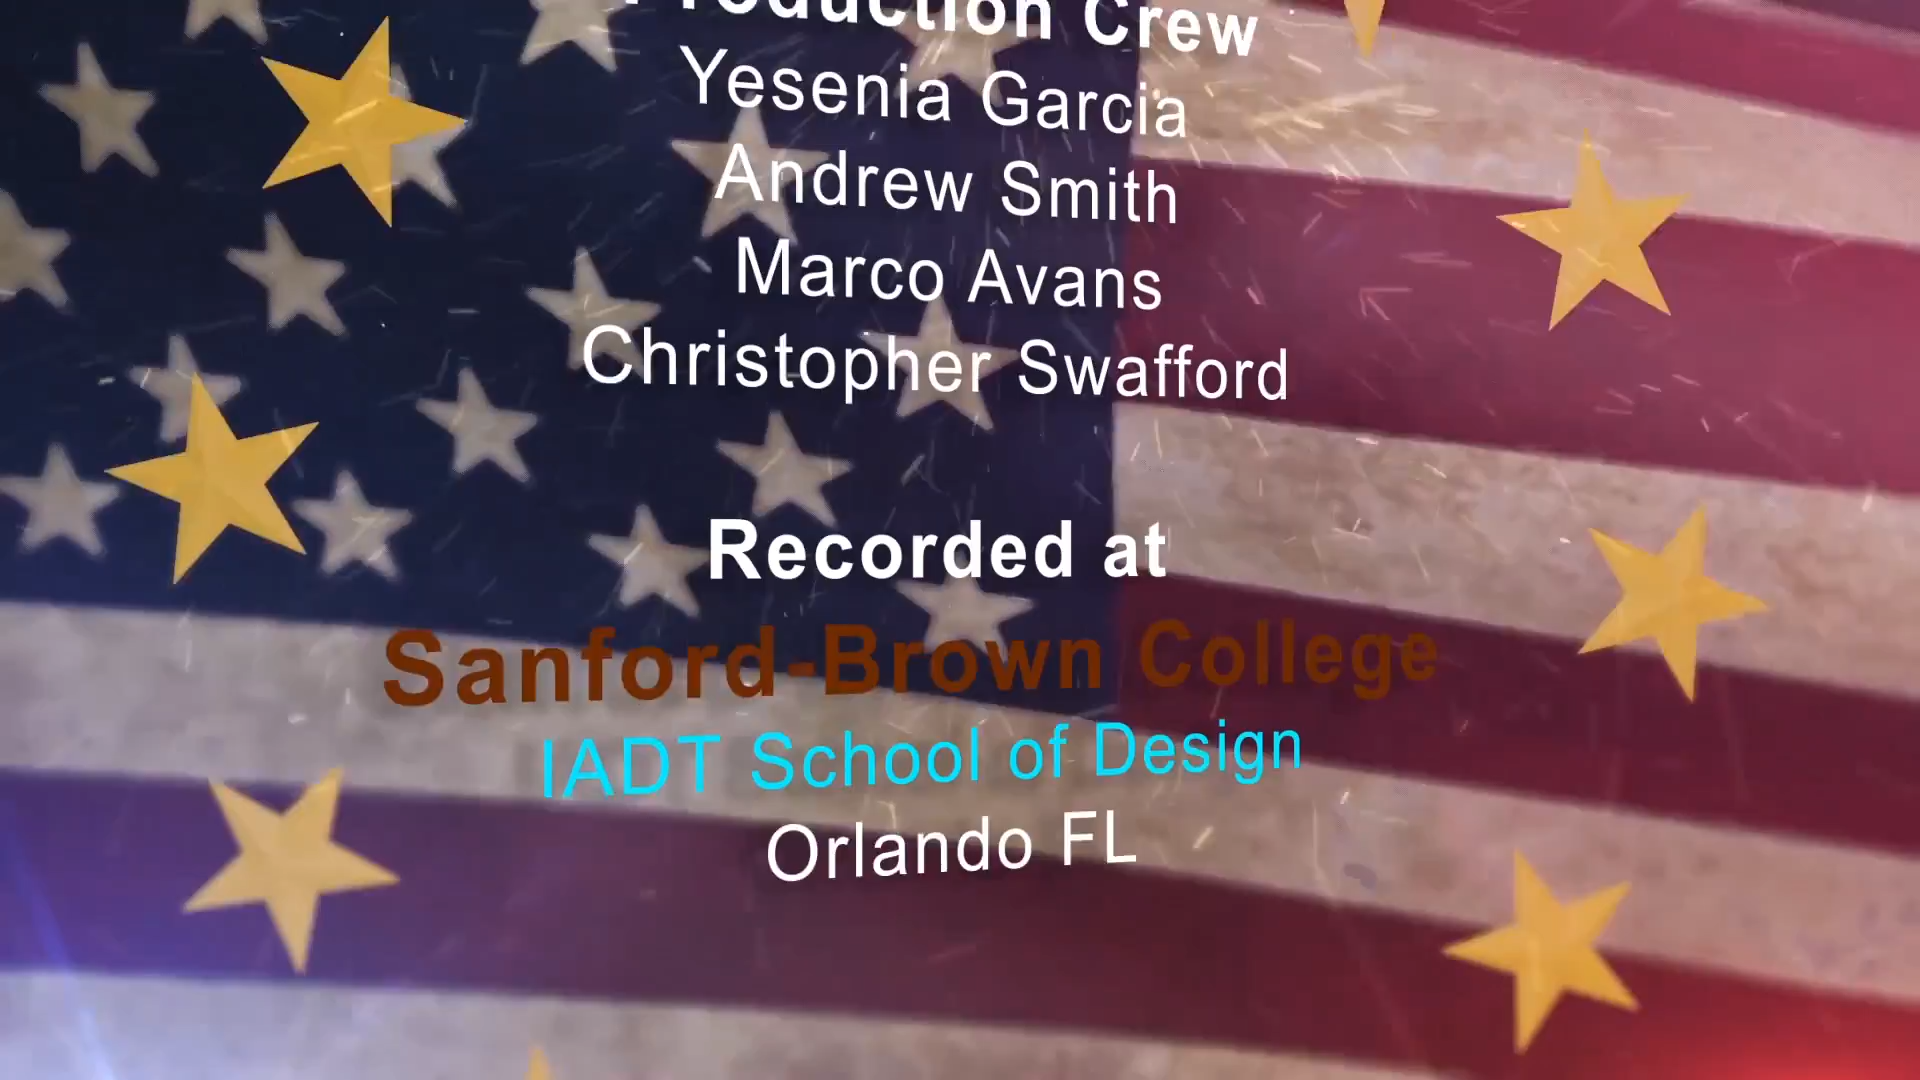 Production Crew
Yesenia Garcia
Andrew Smith
Marco Avans
Christopher Swafford
Recorded at
Sanford-Brown College
IADT School of Design
Orlando FL